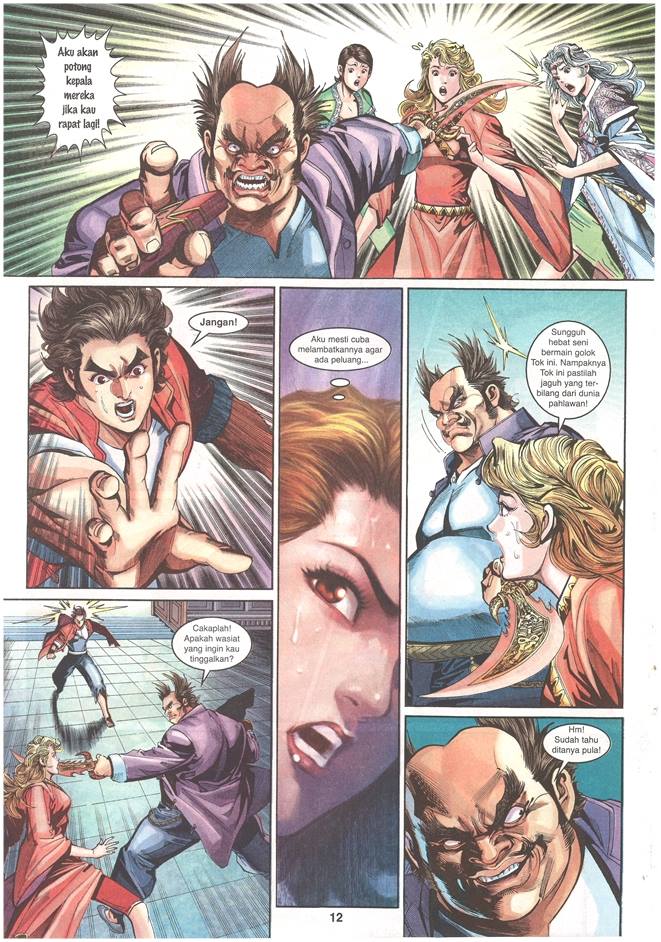 Aku akan
potong
kepala
mereka
jika kau
rapat lagi!
Jangan!
Aku mesti cuba
melambatkannya agar
ada peluang...
Sungguh
hebat seni
bermain golok
Tok ini. Nampaknya
Tok ini pastilah
jaguh yang ter-
bilang dari dunia
pahlawan!
Cakaplah!
Apakah wasiat
yang ingin kau
tinggalkan?
Hm!
Sudah tahu
ditanya pula!
12